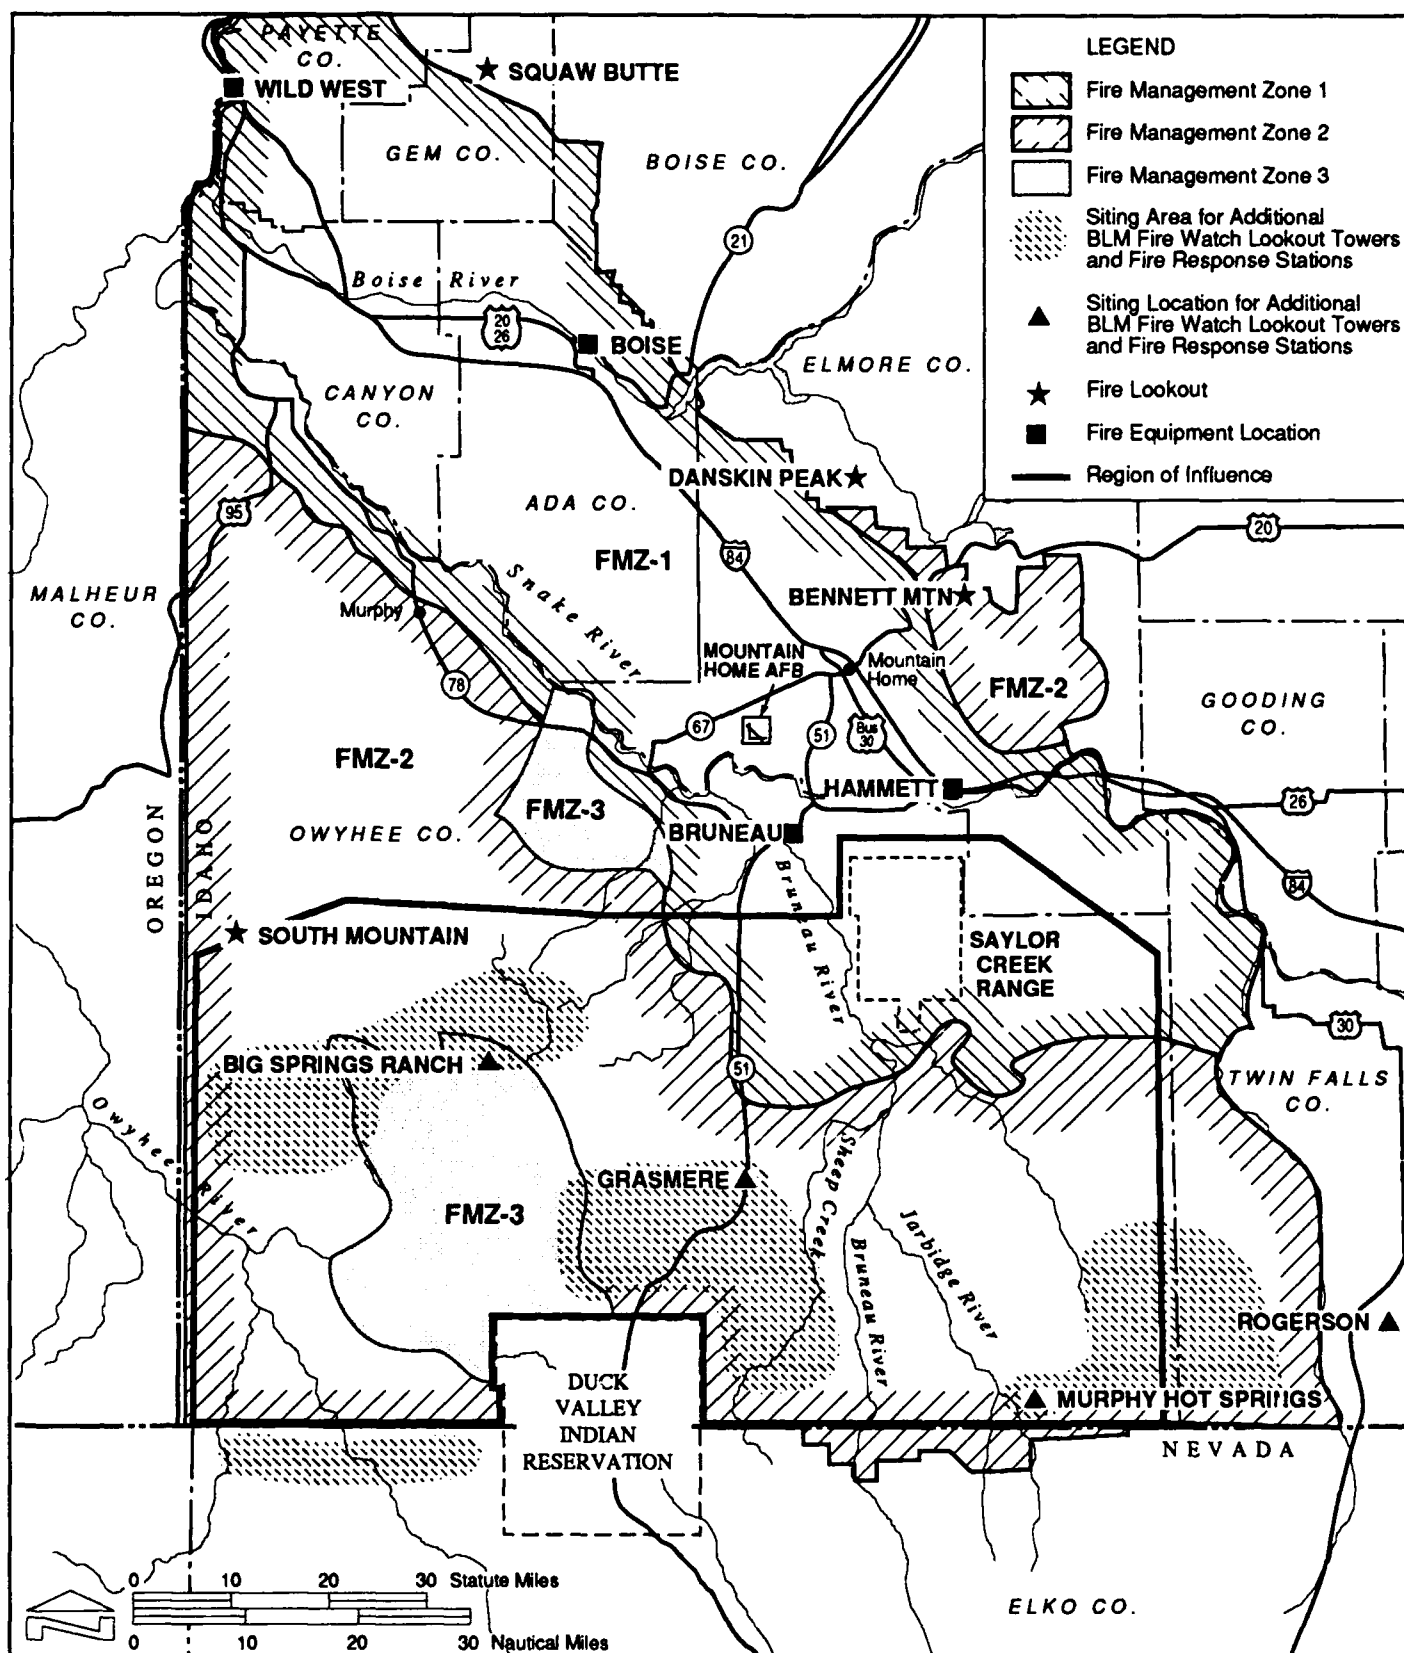 PAYETTE
CO.
WILD WEST
SQUAW BUTTE
GEM CO.
BOISE CO.
LEGEND
Fire Management Zone 1
Fire Management Zone 2
Fire Management Zone 3
Siting Area for Additional
BLM Fire Watch Lookout Towers
and Fire Response Stations
Siting Location for Additional
BLM Fire Watch Lookout Towers
and Fire Response Stations
Fire Lookout
Fire Equipment Location
Region of Influence
21
Boise River
20
26
BOISE
ELMORE CO.
CANYON
CO.
DANSKIN PEAK
ADA CO.
95
FMZ-1
84
20
Snake River
MALHEUR
CO.
Murphy
BENNETT MTN
MOUNTAIN
HOME AFB
Mountain
Home
78
FMZ-2
GOODING
CO.
67
51
Bus
30
FMZ-2
HAMMETT
26
FMZ-3
OWYHEE CO.
BRUNEAU
OREGON
IDAHO
84
Bruneau River
SOUTH MOUNTAIN
SAYLOR
CREEK
RANGE
30
BIG SPRINGS RANCH
51
TWIN FALLS
CO.
Owyhee River
Sheep Creek
GRASMERE
FMZ-3
Jarbidge River
Bruneau River
ROGERSON
MURPHY HOT SPRINGS
DUCK
VALLEY
INDIAN
RESERVATION
NEVADA
0 10 20 30 Statute Miles
N
0 10 20 30 Nautical Miles
ELKO CO.